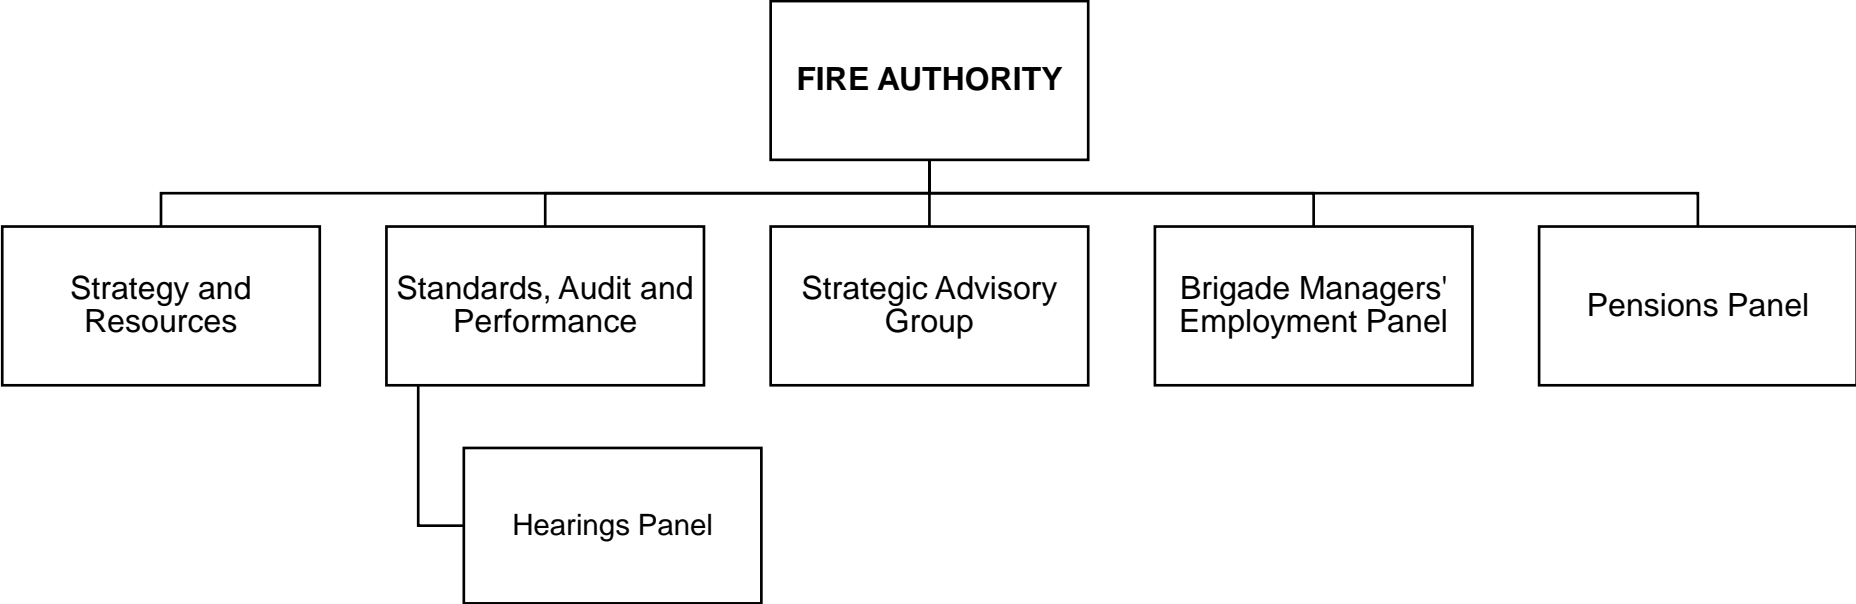 FIRE AUTHORITY
Strategy and
Resources
Standards, Audit and
Performance
Strategic Advisory
Group
Brigade Managers'
Employment Panel
Pensions Panel
Hearings Panel